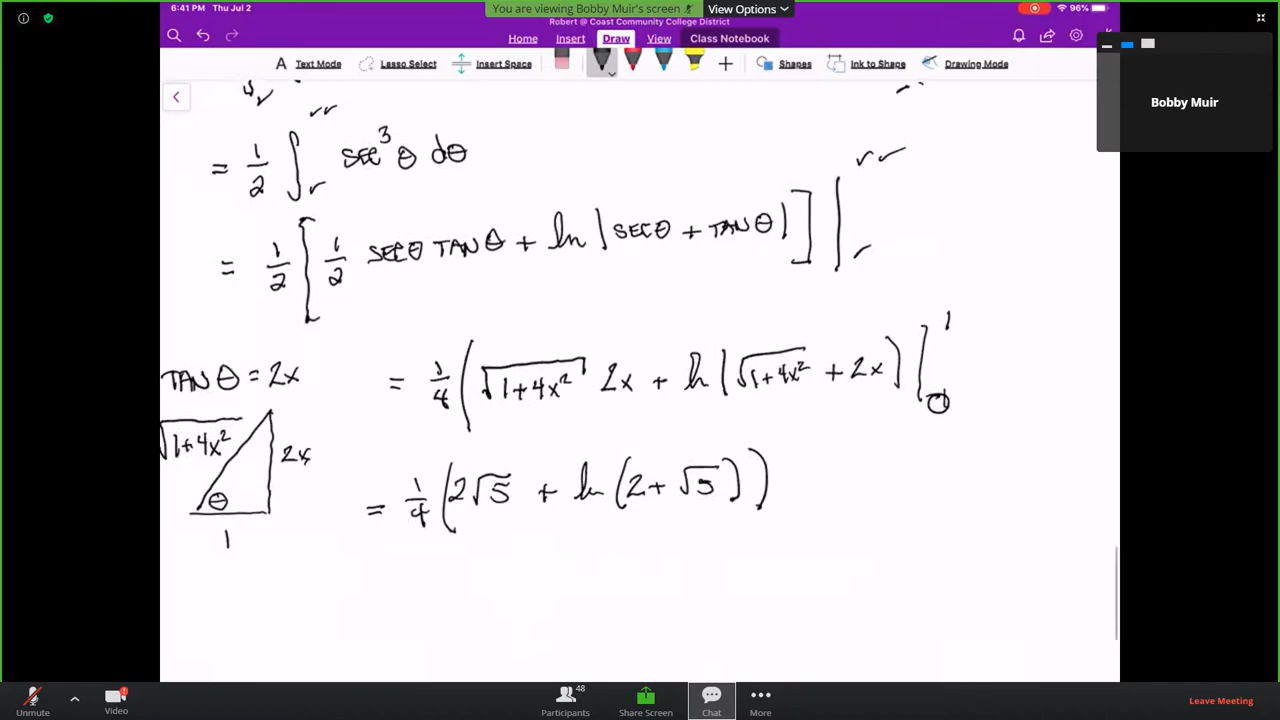 6:41 PM Thu Jul 2
You are viewing Bobby Muir's screen
View Options
96%
Robert @ Coast Community College District
Home Insert Draw View Class Notebook
Text Mode Lasso Select Insert Space Shapes Ink to Shape Drawing Mode
Bobby Muir
= 1/2 ∫ sec³ θ dθ
= 1/2 [ 1/2 secθ TAN θ + ln |secθ + TAN θ| ] |
TAN θ = 2x
= 1/4 ( √(1+4x²) 2x + ln |√(1+4x²) + 2x| ) |₀¹
√(1+4x²)
2x
θ
1
= 1/4 ( 2√5 + ln (2 + √5) )
Unmute
Video
48
Participants
Share Screen
Chat
More
Leave Meeting